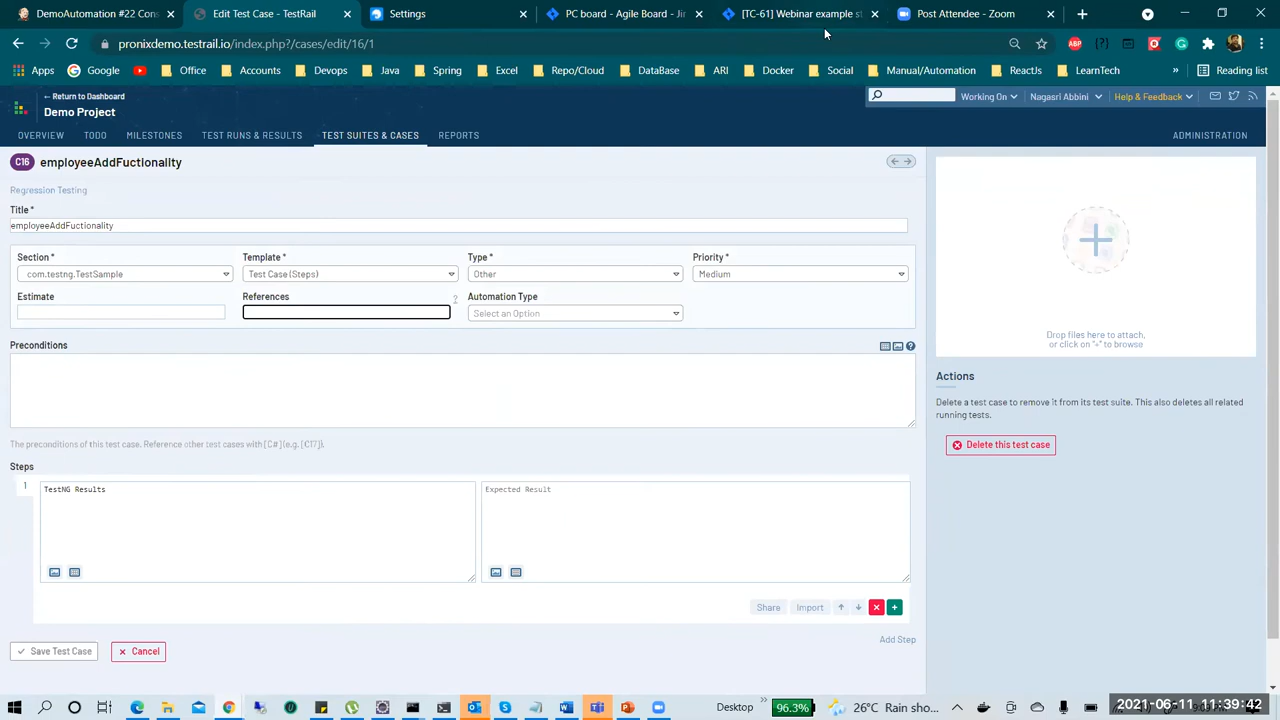 DemoAutomation #22 Cons
Edit Test Case - TestRail
Settings
PC board - Agile Board - Jir
[TC-61] Webinar example st
Post Attendee - Zoom
pronixdemo.testrail.io/index.php?/cases/edit/16/1
Apps
Google
Office
Accounts
Devops
Java
Spring
Excel
Repo/Cloud
DataBase
ARI
Docker
Social
Manual/Automation
ReactJs
LearnTech
»
Reading list
← Return to Dashboard
Demo Project
Working On
Nagasri Abbini
Help & Feedback
OVERVIEW
TODO
MILESTONES
TEST RUNS & RESULTS
TEST SUITES & CASES
REPORTS
ADMINISTRATION
C16 employeeAddFuctionality
Regression Testing
Title *
employeeAddFuctionality
Section *
Template *
Type *
Priority *
com.testng.TestSample
Test Case (Steps)
Other
Medium
Estimate
References
?
Automation Type
Select an Option
Drop files here to attach,
or click on "+" to browse
Preconditions
Actions
Delete a test case to remove it from its test suite. This also deletes all related
running tests.
Delete this test case
The preconditions of this test case. Reference other test cases with [C#] (e.g. [C17]).
Steps
1
TestNG Results
Expected Result
Share
Import
Add Step
Save Test Case
Cancel
Desktop
»
96.3%
26°C Rain sho...
2021-06-11 11:39:42